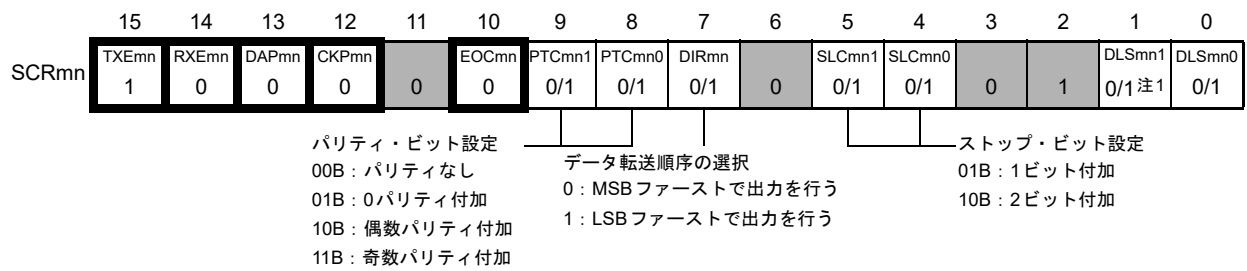 15 14 13 12 11 10 9 8 7 6 5 4 3 2 1 0
SCRmn
TXEmn RXEmn DAPmn CKPmn EOCmn PTCmn1 PTCmn0 DIRmn SLCmn1 SLCmn0 DLSmn1 DLSmn0
1 0 0 0 0 0 0/1 0/1 0/1 0 0/1 0/1 0 1 0/1注1 0/1
パリティ・ビット設定
00B：パリティなし
01B：0パリティ付加
10B：偶数パリティ付加
11B：奇数パリティ付加
データ転送順序の選択
0：MSBファーストで出力を行う
1：LSBファーストで出力を行う
ストップ・ビット設定
01B：1ビット付加
10B：2ビット付加